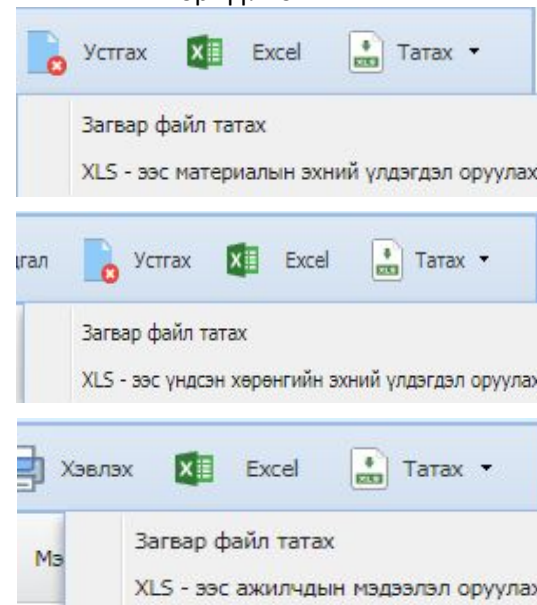 Устгах Excel Татах
Загвар файл татах
XLS - ээс материалын эхний үлдэгдэл оруулах
Устгах Excel Татах
Загвар файл татах
XLS - ээс үндсэн хөрөнгийн эхний үлдэгдэл оруулах
Хэвлэх Excel Татах
Загвар файл татах
XLS - ээс ажилчдын мэдээлэл оруулах